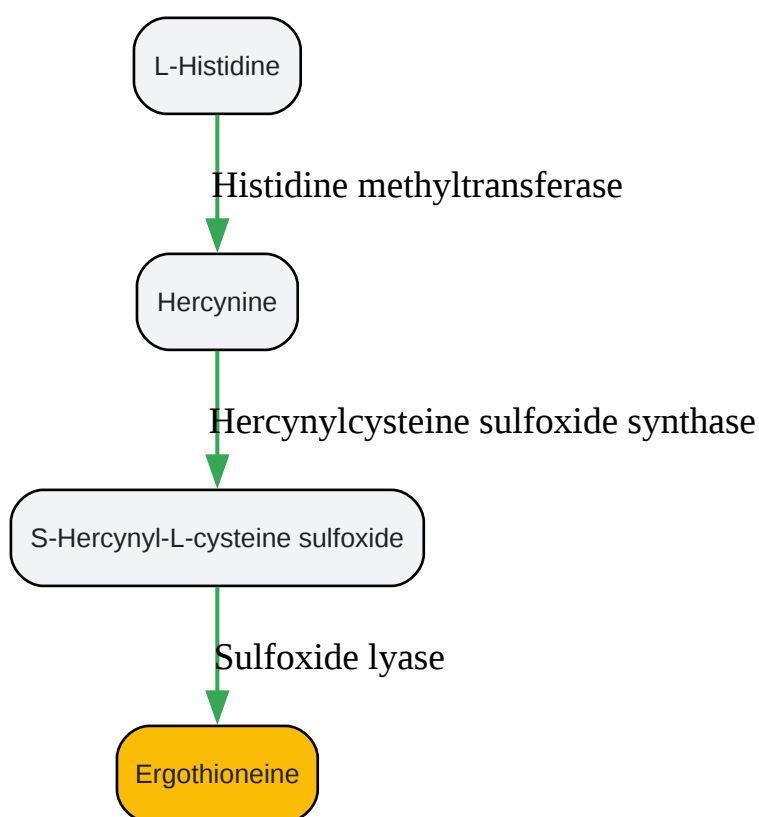 L-Histidine
Histidine methyltransferase
Hercynine
Hercynylcysteine sulfoxide synthase
S-Hercynyl-L-cysteine sulfoxide
Sulfoxide lyase
Ergothioneine